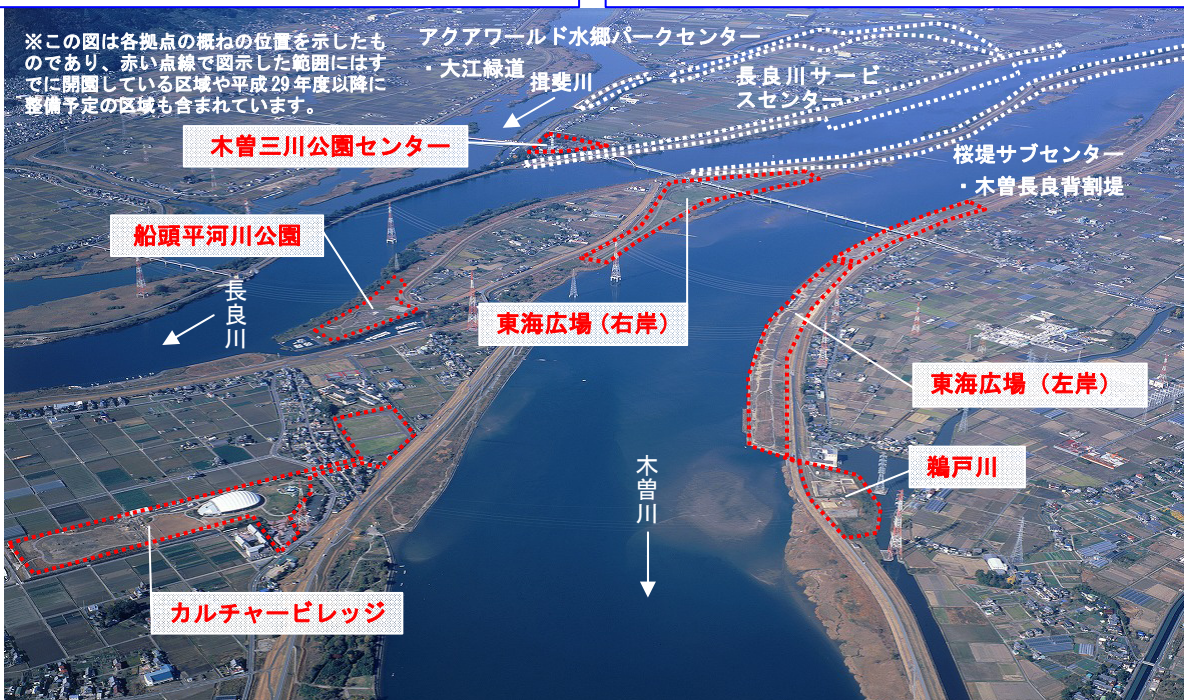 ※この図は各拠点の概ねの位置を示したも
のであり、赤い点線で図示した範囲にはす
でに開園している区域や平成29年度以降に
整備予定の区域も含まれています。
アクアワールド水郷パークセンター
・大江緑道
揖斐川
長良川サービ
スセンター
木曽三川公園センター
桜堤サブセンター
・木曽長良背割堤
船頭平河川公園
長良川
東海広場（右岸）
東海広場（左岸）
木曽川
鵜戸川
カルチャービレッジ